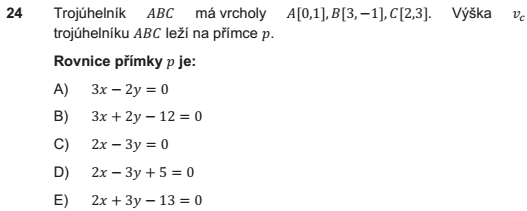 24 Trojúhelník ABC má vrcholy A[0,1], B[3,−1], C[2,3]. Výška v_c
trojúhelníku ABC leží na přímce p.
Rovnice přímky p je:
A) 3x − 2y = 0
B) 3x + 2y − 12 = 0
C) 2x − 3y = 0
D) 2x − 3y + 5 = 0
E) 2x + 3y − 13 = 0